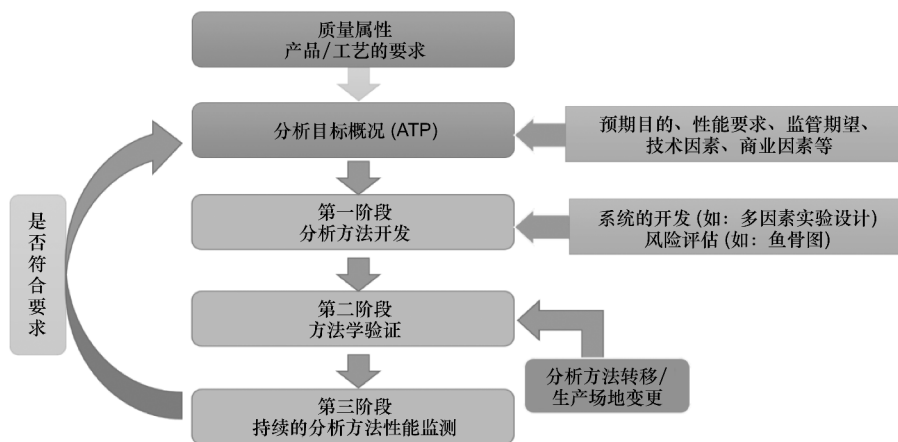 质量属性
产品/工艺的要求
分析目标概况 (ATP)
预期目的、性能要求、监管期望、
技术因素、商业因素等
第一阶段
分析方法开发
系统的开发 (如：多因素实验设计)
风险评估 (如：鱼骨图)
是否符合要求
第二阶段
方法学验证
分析方法转移/
生产场地变更
第三阶段
持续的分析方法性能监测